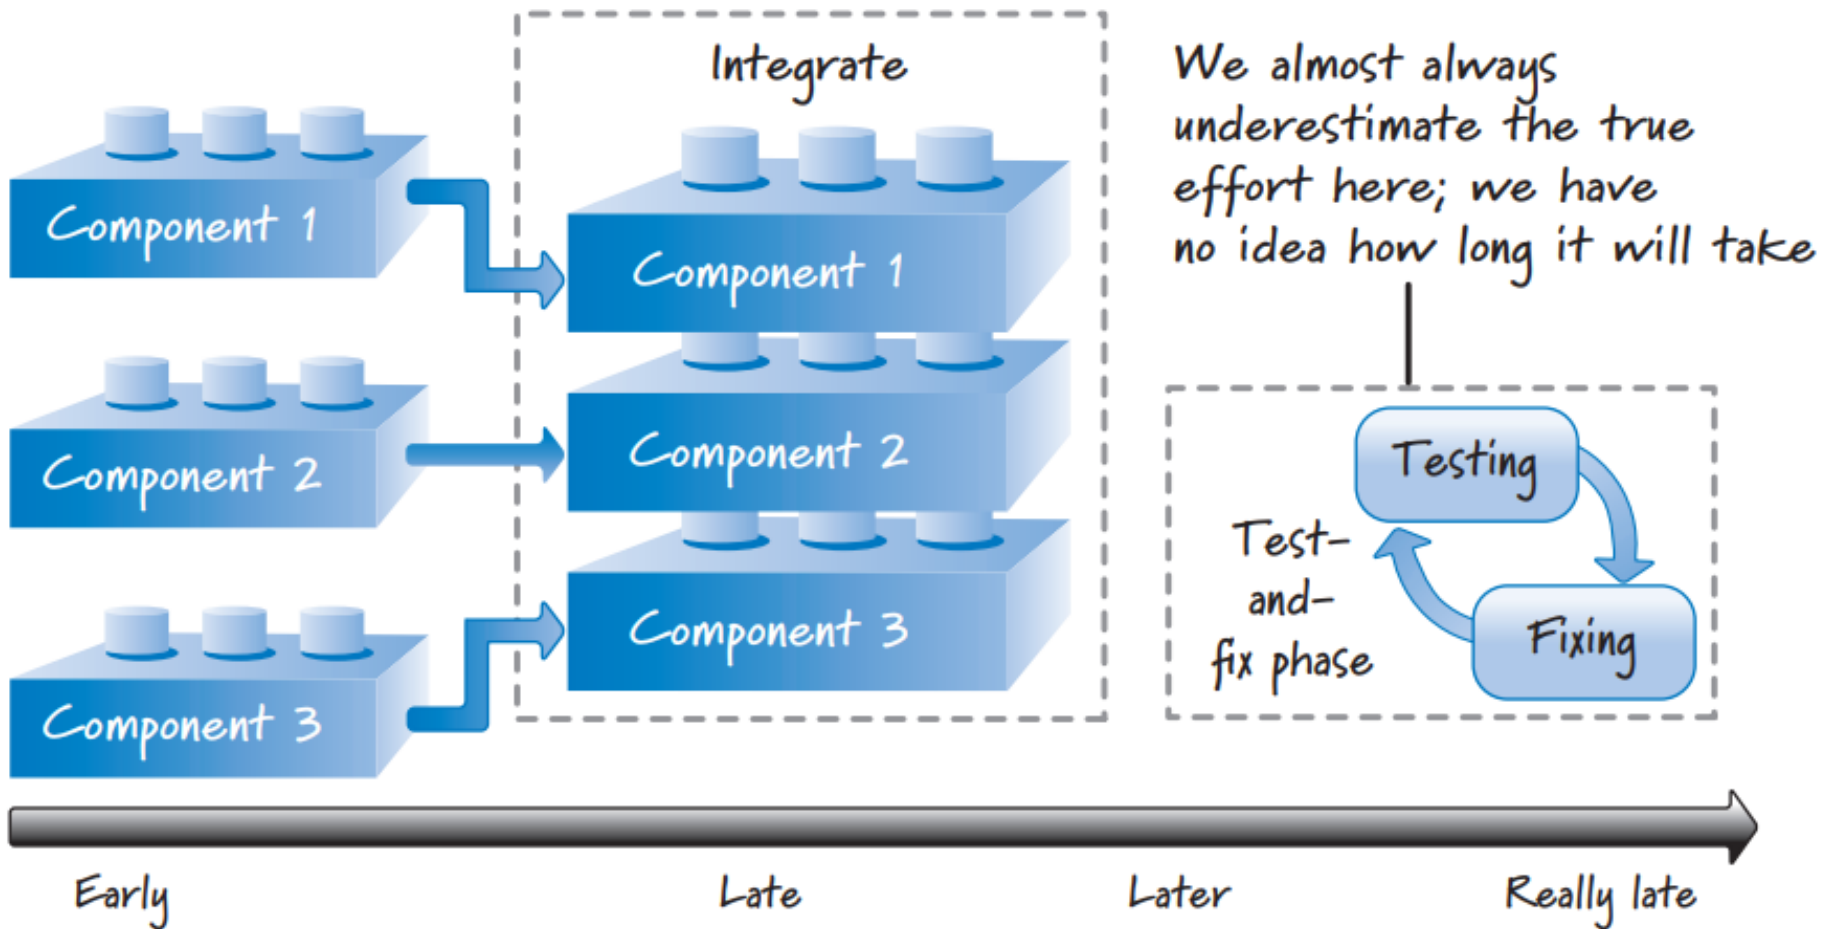 Integrate
We almost always
underestimate the true
effort here; we have
no idea how long it will take
Component 1
Component 1
Component 2
Component 2
Component 3
Component 3
Testing
Test-
and-
fix phase
Fixing
Early
Late
Later
Really late